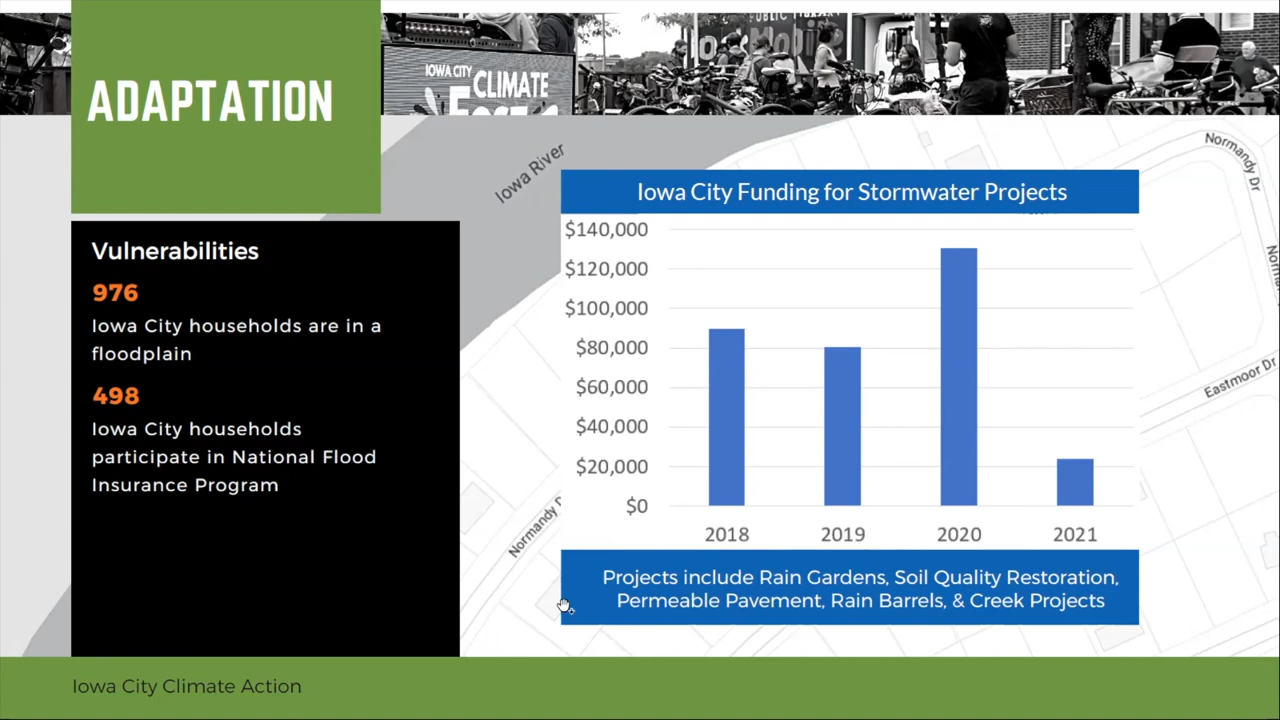 ADAPTATION
IOWA CITY
CLIMATE
PUBLIC LIBRARY
Iowa River
Normandy Dr
Eastmoor Dr
Normandy D
Vulnerabilities
976
Iowa City households are in a
floodplain
498
Iowa City households
participate in National Flood
Insurance Program
Iowa City Funding for Stormwater Projects
$140,000
$120,000
$100,000
$80,000
$60,000
$40,000
$20,000
$0
2018
2019
2020
2021
Projects include Rain Gardens, Soil Quality Restoration,
Permeable Pavement, Rain Barrels, & Creek Projects
Iowa City Climate Action